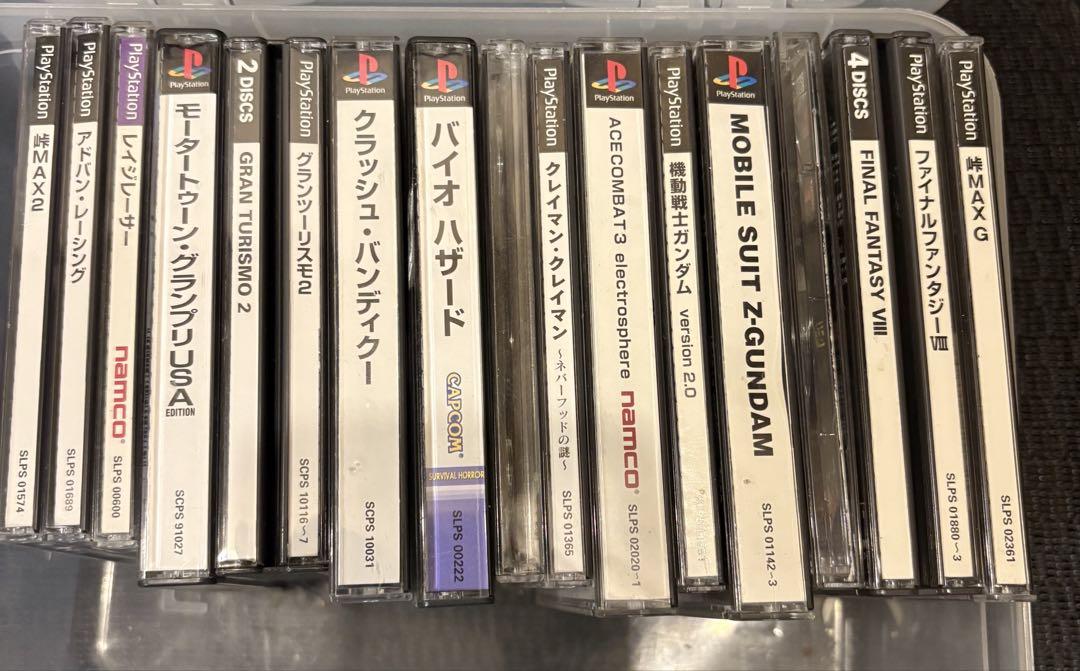 PlayStation
峠MAX2
SLPS 01574
PlayStation
アドバン・レーシング
SLPS 01689
PlayStation
レイジレーサー
namco
SLPS 00600
PlayStation
モータートゥーン・グランプリUSA
EDITION
SCPS 91027
2 DISCS
GRAN TURISMO 2
PlayStation
グランツーリスモ2
SCPS 10116~7
PlayStation
クラッシュ・バンディクー
SCPS 10031
PlayStation
バイオ ハザード
CAPCOM
SURVIVAL HORROR
SLPS 00222
PlayStation
クレイマン・クレイマン ~ネバーフッドの謎~
SLPS 01365
PlayStation
ACECOMBAT3 electrosphere
namco
SLPS 02020~1
PlayStation
機動戦士ガンダム version 2.0
PlayStation
MOBILE SUIT Z-GUNDAM
SLPS 01142~3
4 DISCS
FINAL FANTASY VIII
PlayStation
ファイナルファンタジーVIII
SLPS 01880~3
PlayStation
峠MAX G
SLPS 02361